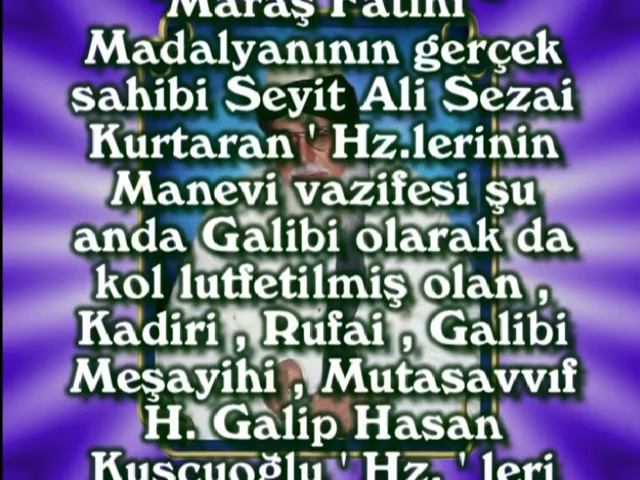 Maraş Fatihi
Madalyanının gerçek
sahibi Seyit Ali Sezai
Kurtaran ' Hz.lerinin
Manevi vazifesi şu
anda Galibi olarak da
kol lutfetilmiş olan ,
Kadiri , Rufai , Galibi
Meşayihi , Mutasavvıf
H. Galip Hasan
Kuşçuoğlu ' Hz. ' leri